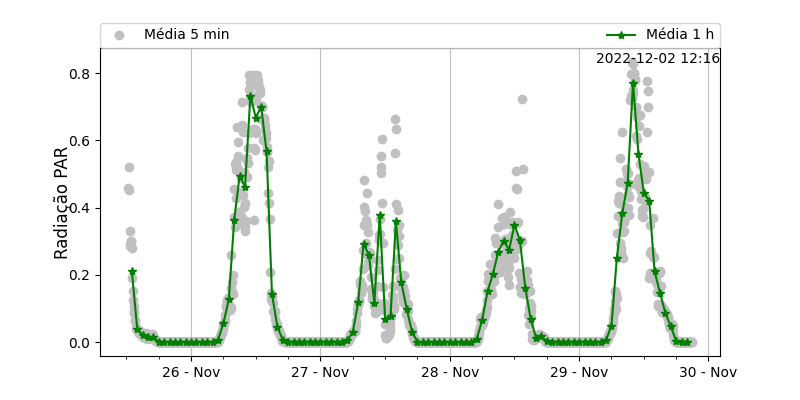 Média 5 min
Média 1 h
2022-12-02 12:16
Radiação PAR
0.8
0.6
0.4
0.2
0.0
26 - Nov
27 - Nov
28 - Nov
29 - Nov
30 - Nov